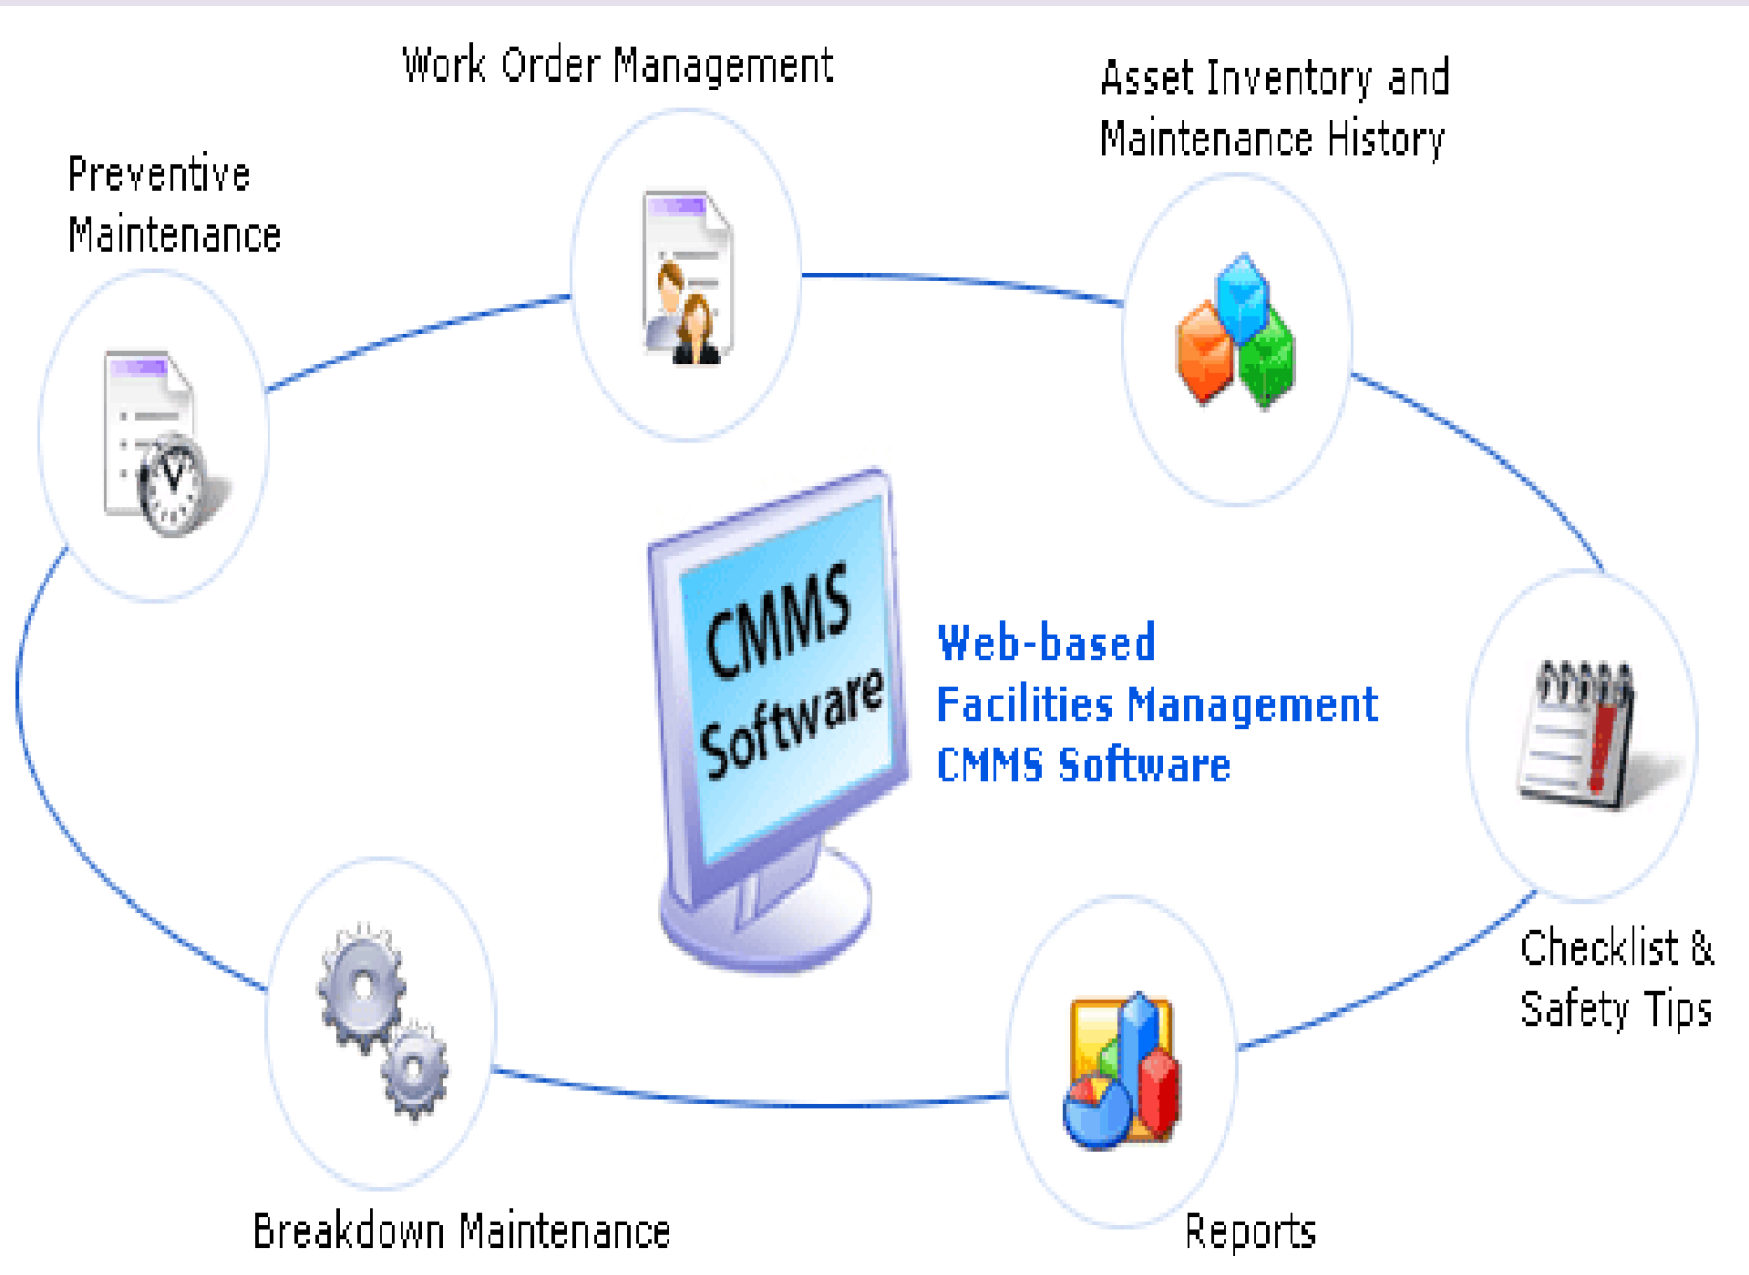 Work Order Management
Asset Inventory and
Maintenance History
Preventive
Maintenance
CMMS
Software
Web-based
Facilities Management
CMMS Software
Checklist &
Safety Tips
Breakdown Maintenance
Reports